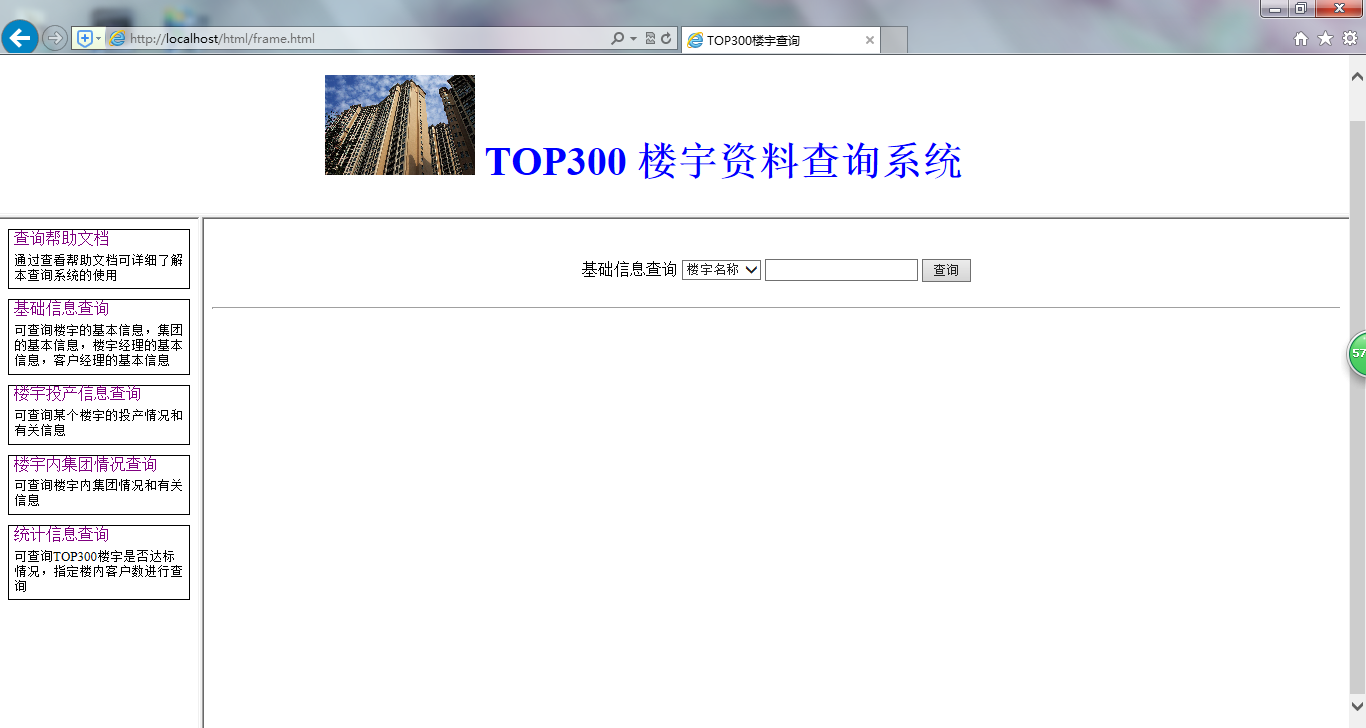 http://localhost/html/frame.html
TOP300楼宇查询
TOP300 楼宇资料查询系统
查询帮助文档
通过查看帮助文档可详细了解
本查询系统的使用
基础信息查询
可查询楼宇的基本信息，集团
的基本信息，楼宇经理的基本
信息，客户经理的基本信息
楼宇投产信息查询
可查询某个楼宇的投产情况和
有关信息
楼宇内集团情况查询
可查询楼宇内集团情况和有关
信息
统计信息查询
可查询TOP300楼宇是否达标
情况，指定楼内客户数进行查
询
基础信息查询 楼宇名称 查询
57